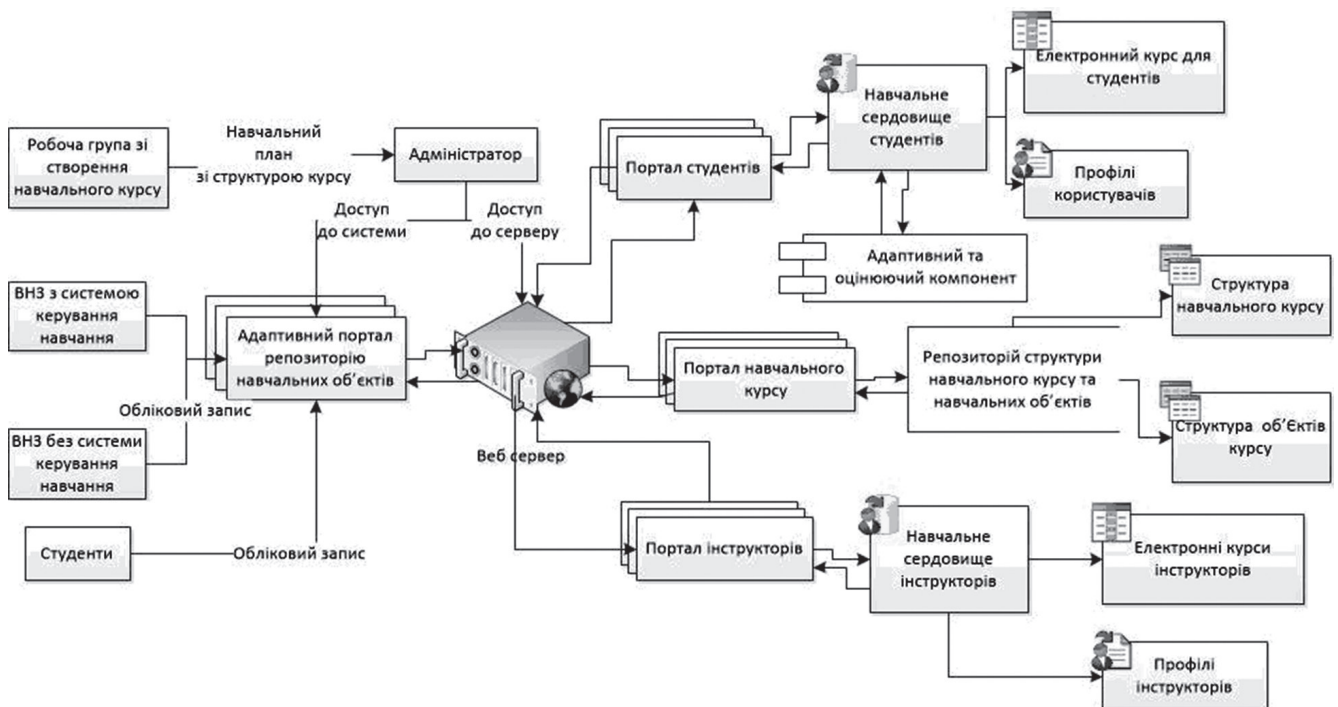 Електронний курс для
студентів
Навчальне
сердовище
студентів
Робоча група зі
створення
навчального курсу
Навчальний
план
зі структурою курсу
Адміністратор
Портал студентів
Профілі
користувачів
Доступ
до системи
Доступ
до серверу
Адаптивний та
оцінюючий компонент
Структура
навчального курсу
ВНЗ з системою
керування
навчання
Адаптивний портал
репозиторію
навчальних об’єктів
Портал навчального
курсу
Репозиторій структури
навчального курсу та
навчальних об’єктів
Обліковий запис
Структура об’Єктів
курсу
ВНЗ без системи
керування
навчання
Веб сервер
Студенти
Обліковий запис
Портал інструкторів
Навчальне
сердовище
інструкторів
Електронні курси
інструкторів
Профілі
інструкторів